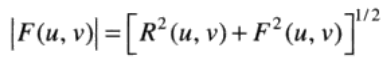 |F(u, v)| = [R²(u, v) + F²(u, v)]^{1/2}